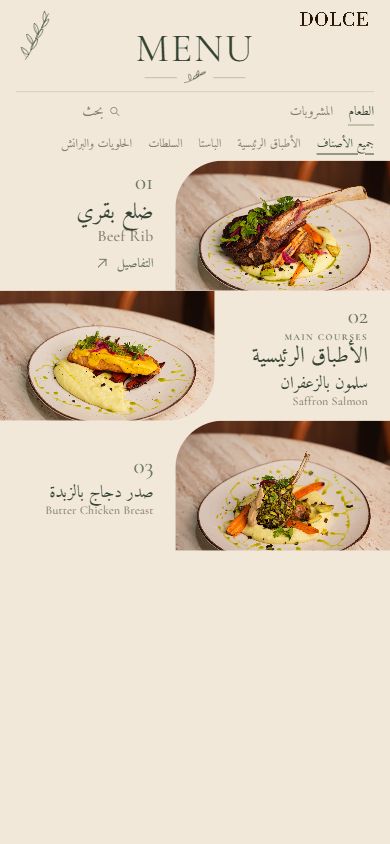 DOLCE
MENU
الطعام
المشروبات
بحث
جميع الأصناف
الأطباق الرئيسية
الباستا
السلطات
الحلويات والبرانش
01
ضلع بقري
Beef Rib
التفاصيل
02
MAIN COURSES
الأطباق الرئيسية
سلمون بالزعفران
Saffron Salmon
03
صدر دجاج بالزبدة
Butter Chicken Breast